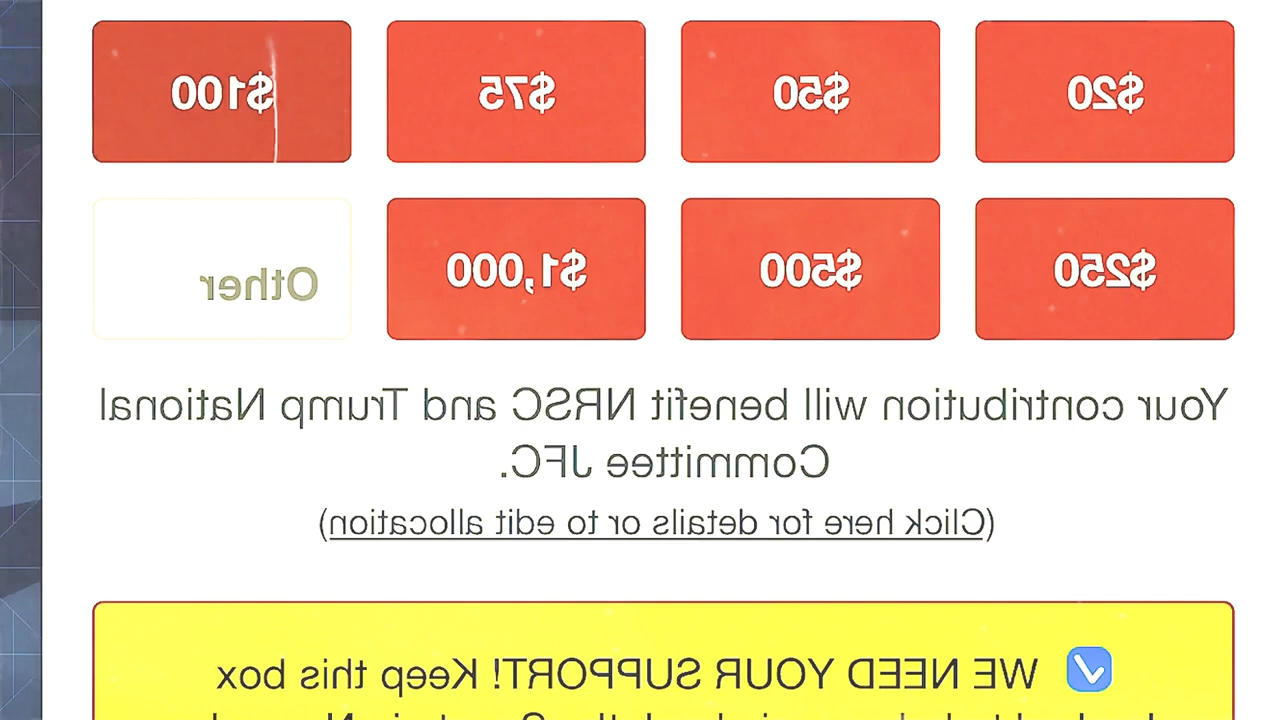 $20 $50 $75 $100
$250 $500 $1,000 Other
Your contribution will benefit NRSC and Trump National
Committee JFC.
(Click here for details or to edit allocation)
WE NEED YOUR SUPPORT! Keep this box